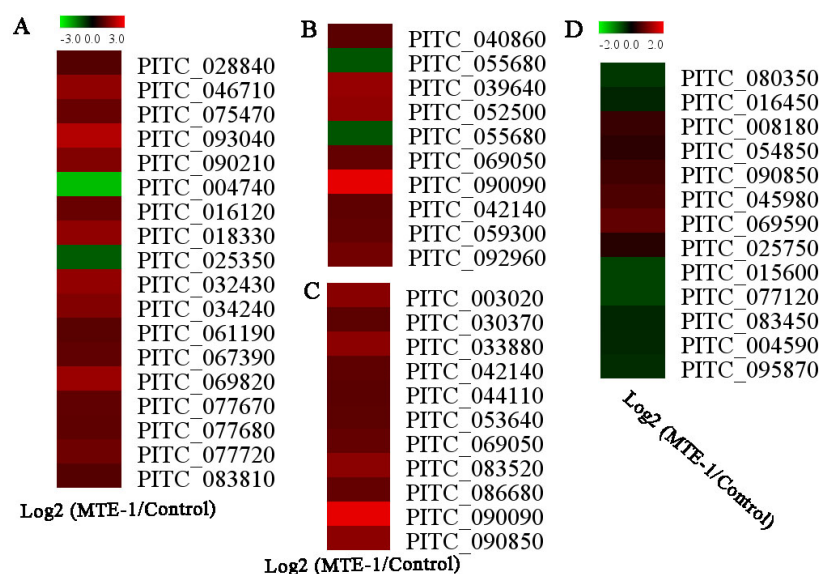 A
-3.0 0.0 3.0
PITC_028840
PITC_046710
PITC_075470
PITC_093040
PITC_090210
PITC_004740
PITC_016120
PITC_018330
PITC_025350
PITC_032430
PITC_034240
PITC_061190
PITC_067390
PITC_069820
PITC_077670
PITC_077680
PITC_077720
PITC_083810
Log2 (MTE-1/Control)
B
PITC_040860
PITC_055680
PITC_039640
PITC_052500
PITC_055680
PITC_069050
PITC_090090
PITC_042140
PITC_059300
PITC_092960
C
PITC_003020
PITC_030370
PITC_033880
PITC_042140
PITC_044110
PITC_053640
PITC_069050
PITC_083520
PITC_086680
PITC_090090
PITC_090850
Log2 (MTE-1/Control)
D
-2.0 0.0 2.0
PITC_080350
PITC_016450
PITC_008180
PITC_054850
PITC_090850
PITC_045980
PITC_069590
PITC_025750
PITC_015600
PITC_077120
PITC_083450
PITC_004590
PITC_095870
Log2 (MTE-1/Control)